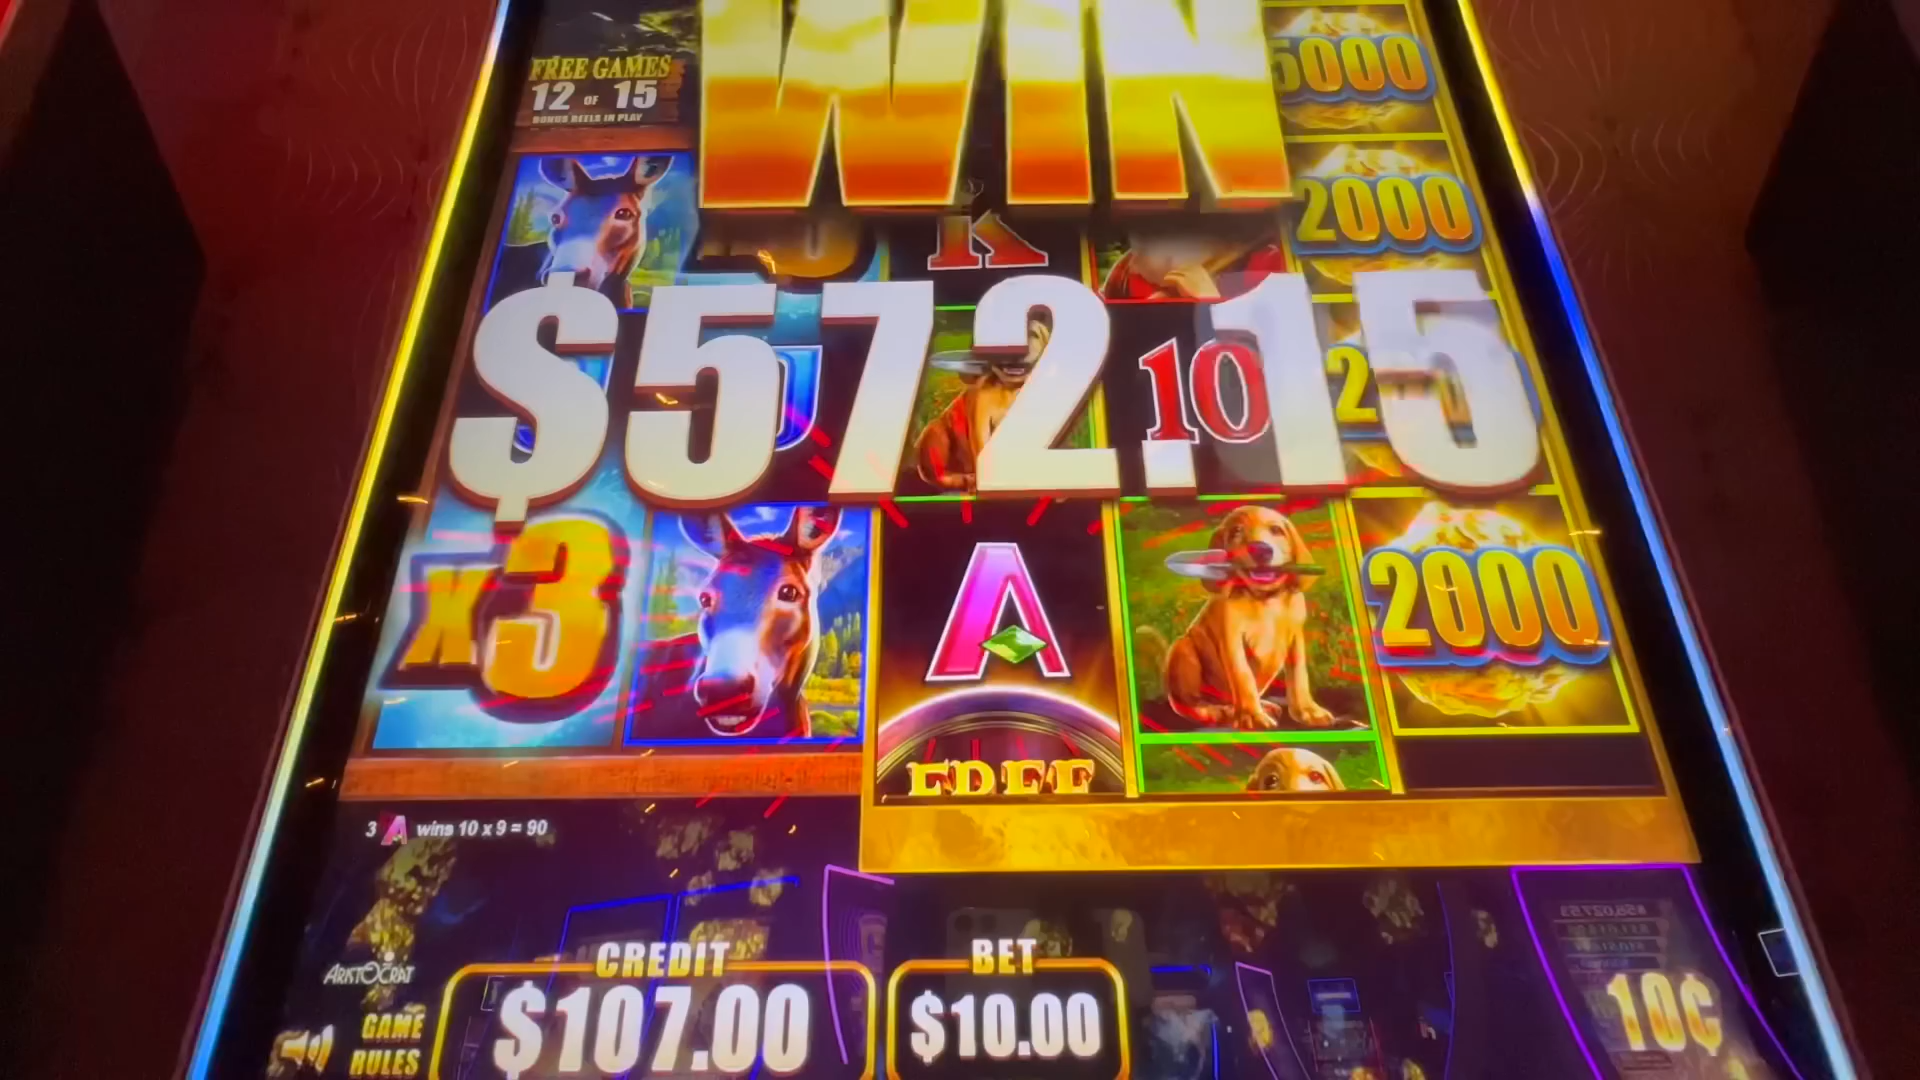 WIN
FREE GAMES
12 OF 15
BONUS REELS IN PLAY
5000
2000
K
$572.15
10
x3
A
2000
FREE
3 A wins 10 x 9 = 90
ARISTOCRAT
GAME RULES
CREDIT
$107.00
BET
$10.00
10¢